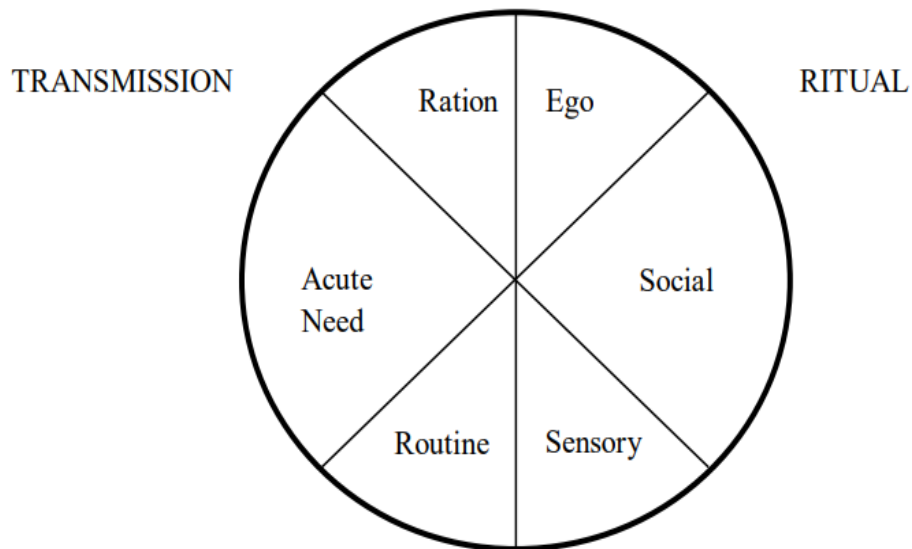 TRANSMISSION
RITUAL
Ration
Ego
Acute
Need
Social
Routine
Sensory